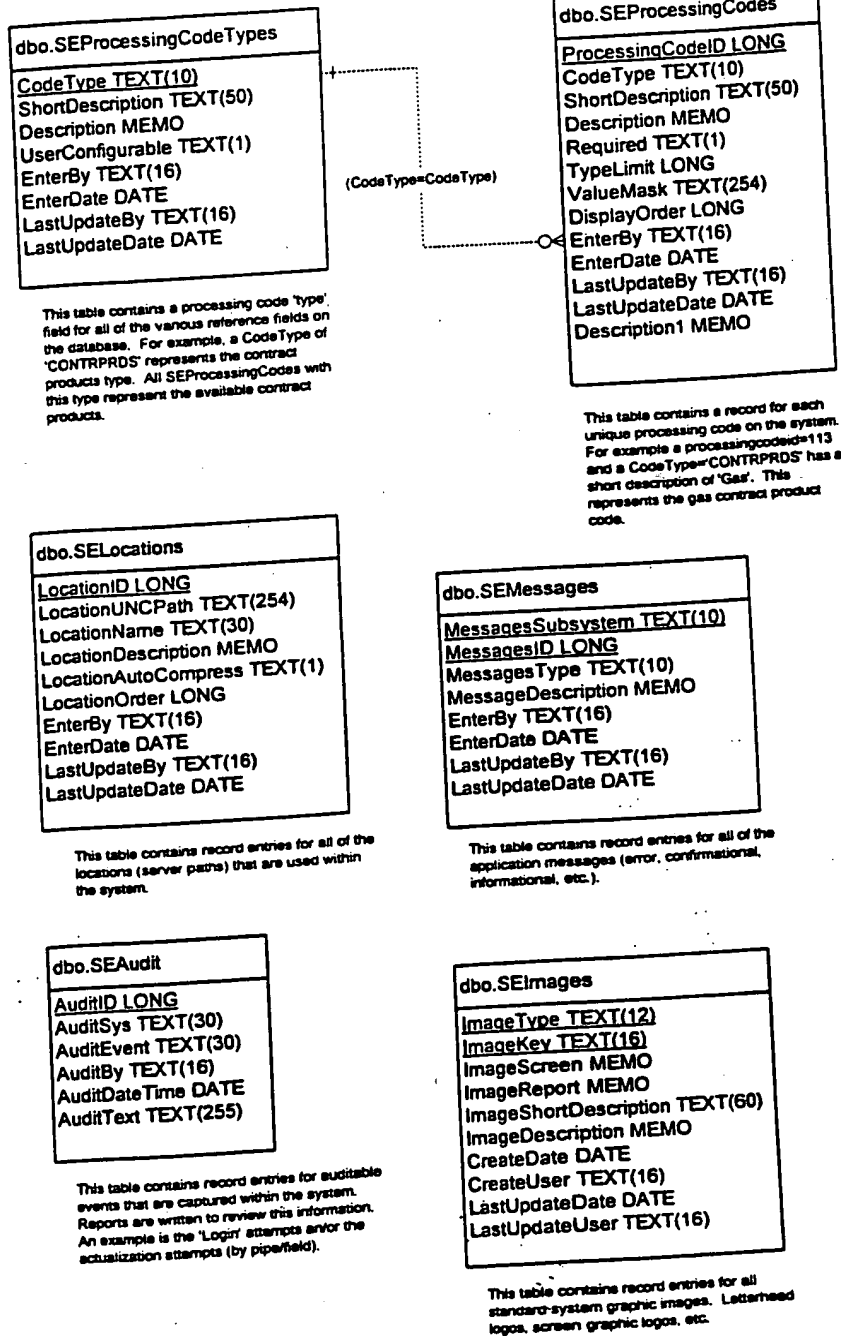 dbo.SEProcessingCodeTypes
CodeType TEXT(10)
ShortDescription TEXT(50)
Description MEMO
UserConfigurable TEXT(1)
EnterBy TEXT(16)
EnterDate DATE
LastUpdateBy TEXT(16)
LastUpdateDate DATE
This table contains a processing code 'type'
field for all of the various reference fields on
the database. For example, a CodeType of
'CONTRPRDS' represents the contract
products type. All SEProcessingCodes with
this type represent the available contract
products.
(CodeType=CodeType)
dbo.SEProcessingCodes
ProcessingCodeID LONG
CodeType TEXT(10)
ShortDescription TEXT(50)
Description MEMO
Required TEXT(1)
TypeLimit LONG
ValueMask TEXT(254)
DisplayOrder LONG
EnterBy TEXT(16)
EnterDate DATE
LastUpdateBy TEXT(16)
LastUpdateDate DATE
Description1 MEMO
This table contains a record for each
unique processing code on the system.
For example a processingcodeid=113
and a CodeType='CONTRPRDS' has a
short description of 'Gas'. This
represents the gas contract product
code.
dbo.SELocations
LocationID LONG
LocationUNCPath TEXT(254)
LocationName TEXT(30)
LocationDescription MEMO
LocationAutoCompress TEXT(1)
LocationOrder LONG
EnterBy TEXT(16)
EnterDate DATE
LastUpdateBy TEXT(16)
LastUpdateDate DATE
This table contains record entries for all of the
locations (server paths) that are used within
the system.
dbo.SEMessages
MessagesSubsystem TEXT(10)
MessagesID LONG
MessagesType TEXT(10)
MessageDescription MEMO
EnterBy TEXT(16)
EnterDate DATE
LastUpdateBy TEXT(16)
LastUpdateDate DATE
This table contains record entries for all of the
application messages (error, confirmational,
informational, etc.).
dbo.SEAudit
AuditID LONG
AuditSys TEXT(30)
AuditEvent TEXT(30)
AuditBy TEXT(16)
AuditDateTime DATE
AuditText TEXT(255)
This table contains record entries for auditable
events that are captured within the system.
Reports are written to review this information.
An example is the 'Login' attempts an/or the
actualization attempts (by pipe/field).
dbo.SEImages
ImageType TEXT(12)
ImageKey TEXT(16)
ImageScreen MEMO
ImageReport MEMO
ImageShortDescription TEXT(60)
ImageDescription MEMO
CreateDate DATE
CreateUser TEXT(16)
LastUpdateDate DATE
LastUpdateUser TEXT(16)
This table contains record entries for all
standard-system graphic images. Letterhead
logos, screen graphic logos, etc.